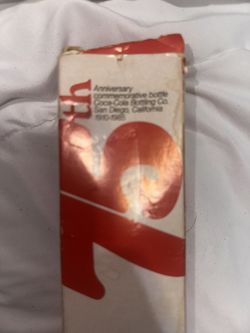 75th
Anniversary
commemorative bottle
Coca-Cola Bottling Co.
San Diego, California
1910-1985